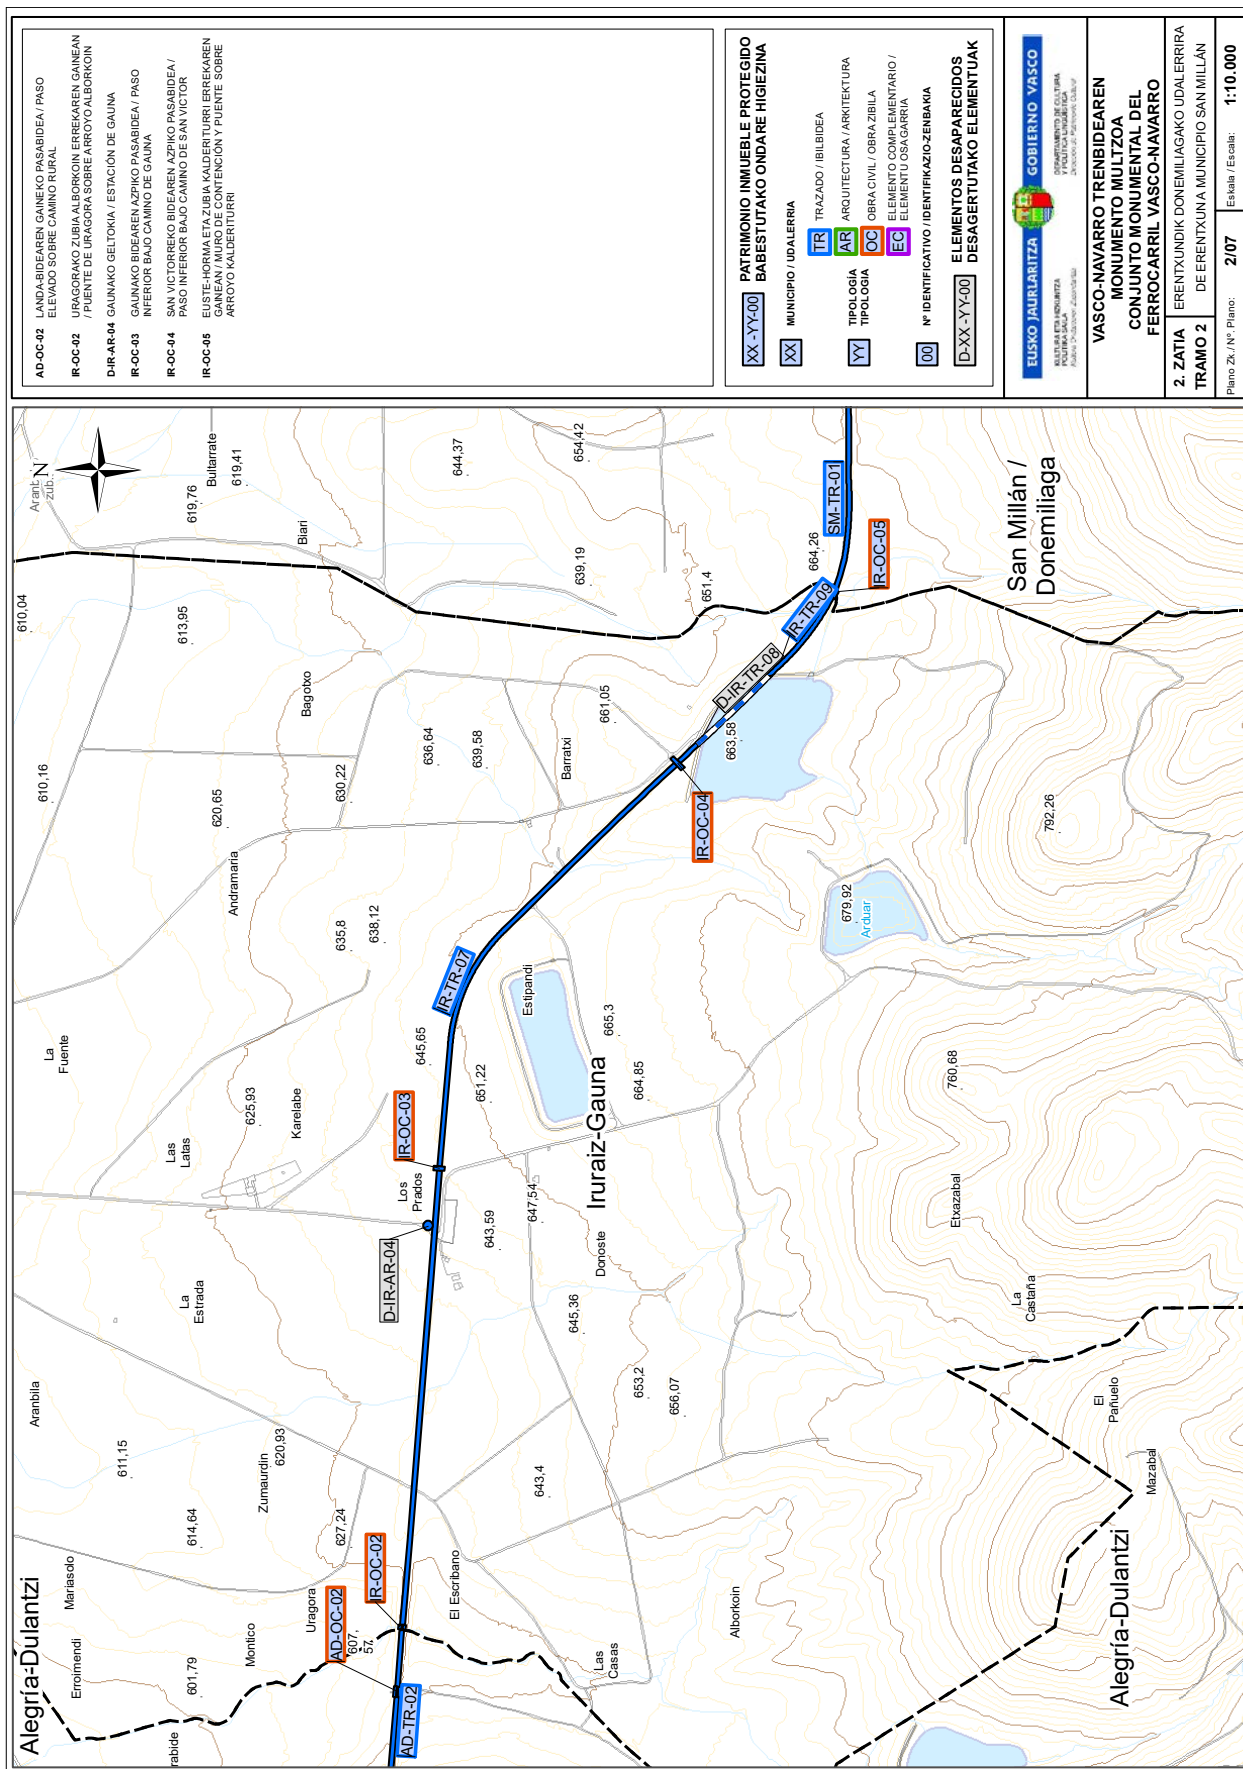 AD-OC-02 LANDA-BIDEAREN GAINEKO PASABIDEA / PASO
ELEVADO SOBRE CAMINO RURAL
IR-OC-02 URAGORAKO ZUBIA ALBORKOIN ERREKAREN GAINEAN
/ PUENTE DE URAGORA SOBRE ARROYO ALBORKOIN
D-IR-AR-04 GAUNAKO GELTOKIA / ESTACIÓN DE GAUNA
IR-OC-03 GAUNAKO BIDEAREN AZPIKO PASABIDEA / PASO
INFERIOR BAJO CAMINO DE GAUNA
IR-OC-04 SAN VICTORREKO BIDEAREN AZPIKO PASABIDEA /
PASO INFERIOR BAJO CAMINO DE SAN VICTOR
IR-OC-05 EUSTE-HORMA ETA ZUBIA KALDERITURRI ERREKAREN
GAINEAN / MURO DE CONTENCIÓN Y PUENTE SOBRE
ARROYO KALDERITURRI
XX -YY-00 PATRIMONIO INMUEBLE PROTEGIDO
BABESTUTAKO ONDARE HIGIEZINA
XX MUNICIPIO / UDALERRIA
YY TIPOLOGÍA
TIPOLOGIA
TR TRAZADO / IBILBIDEA
AR ARQUITECTURA / ARKITEKTURA
OC OBRA CIVIL / OBRA ZIBILA
EC ELEMENTO COMPLEMENTARIO /
ELEMENTU OSAGARRIA
00 Nº IDENTIFICATIVO / IDENTIFIKAZIO-ZENBAKIA
D-XX -YY-00 ELEMENTOS DESAPARECIDOS
DESAGERTUTAKO ELEMENTUAK
EUSKO JAURLARITZA GOBIERNO VASCO
KULTURA ETA HIZKUNTZA
POLITIKA SAILA
DEPARTAMENTO DE CULTURA
Y POLÍTICA LINGÜÍSTICA
VASCO-NAVARRO TRENBIDEAREN
MONUMENTO MULTZOA
CONJUNTO MONUMENTAL DEL
FERROCARRIL VASCO-NAVARRO
2. ZATIA
TRAMO 2
ERENTXUNDIK DONEMILIAGAKO UDALERRIRA
DE ERENTXUN A MUNICIPIO SAN MILLÁN
Plano Zk./ Nº. Plano: 2/07
Eskala / Escala: 1:10.000
N
Bultarrate
619,41
619,76
644,37
654,42
Biari
610,04
613,95
639,19
651,4
664,26
SM-TR-01
IR-OC-05
IR-TR-09
D-IR-TR-08
San Millán /
Donemiliaga
Bagotxo
610,16
620,65
630,22
636,64
639,58
661,05
663,58
Barratxi
IR-OC-04
792,26
Andramaria
635,8
638,12
679,92
Arduar
IR-TR-07
Estipandi
La
Fuente
645,65
651,22
665,3
664,85
760,68
Iruraiz-Gauna
625,93
Karelabe
Las
Latas
IR-OC-03
Los
Prados
643,59
647,54
Donoste
Etxazabal
D-IR-AR-04
La
Estrada
645,36
La
Castaña
Aranbila
653,2
656,07
El
Pañuelo
611,15
620,93
Zumaurdin
643,4
Mazabal
614,64
627,24
IR-OC-02
AD-OC-02
Mariasolo
Uragora
607,
57
El Escribano
Alborkoin
Alegría-Dulantzi
Erroimendi
601,79
Montico
Las
Casas
Alegría-Dulantzi
AD-TR-02
rabide